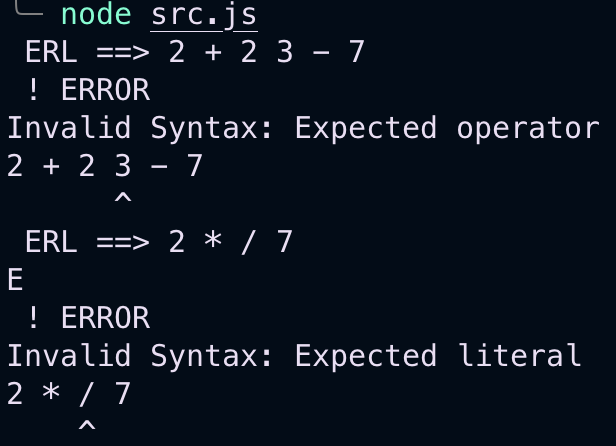 ╰─ node src.js
 ERL ==> 2 + 2 3 - 7
 ! ERROR
Invalid Syntax: Expected operator
2 + 2 3 - 7
      ^
 ERL ==> 2 * / 7
E
 ! ERROR
Invalid Syntax: Expected literal
2 * / 7
    ^